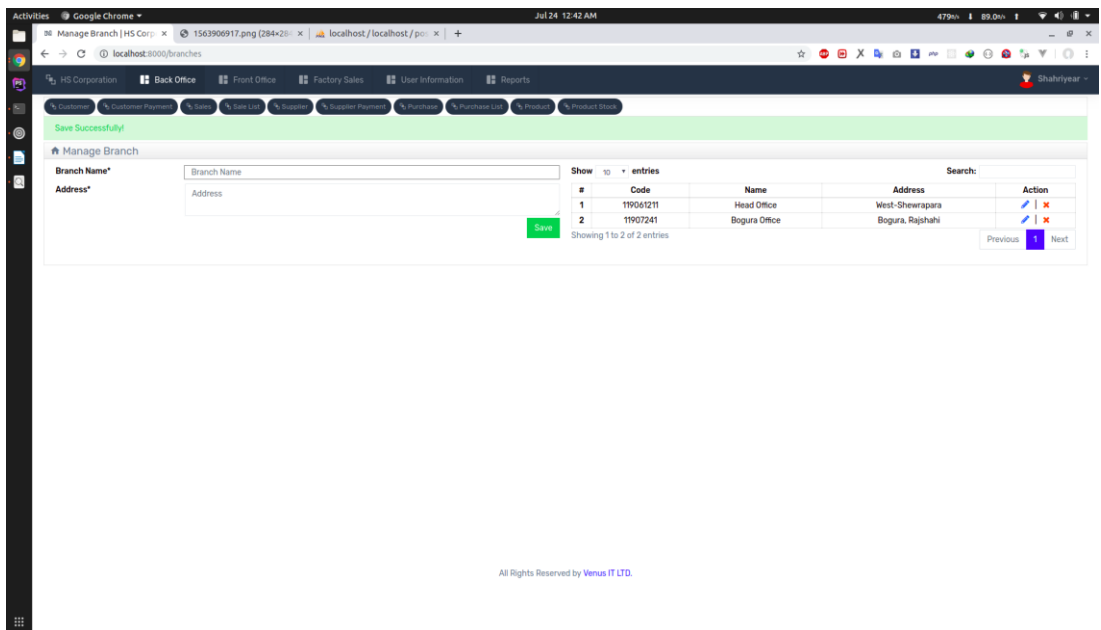 Activities Google Chrome Jul 24 12:42 AM 479 89.0
Manage Branch | HS Corp 1563906917.png (284×28 localhost / localhost / po
localhost:8000/branches
HS Corporation Back Office Front Office Factory Sales User Information Reports Shahriyear
Customer Customer Payment Sales Sale List Supplier Supplier Payment Purchase Purchase List Product Product Stock
Save Successfully!
Manage Branch
Branch Name* Branch Name
Address* Address
Save
Show 10 entries Search:
# Code Name Address Action
1 119061211 Head Office West-Shewrapara |
2 11907241 Bogura Office Bogura, Rajshahi |
Showing 1 to 2 of 2 entries
Previous 1 Next
All Rights Reserved by Venus IT LTD.